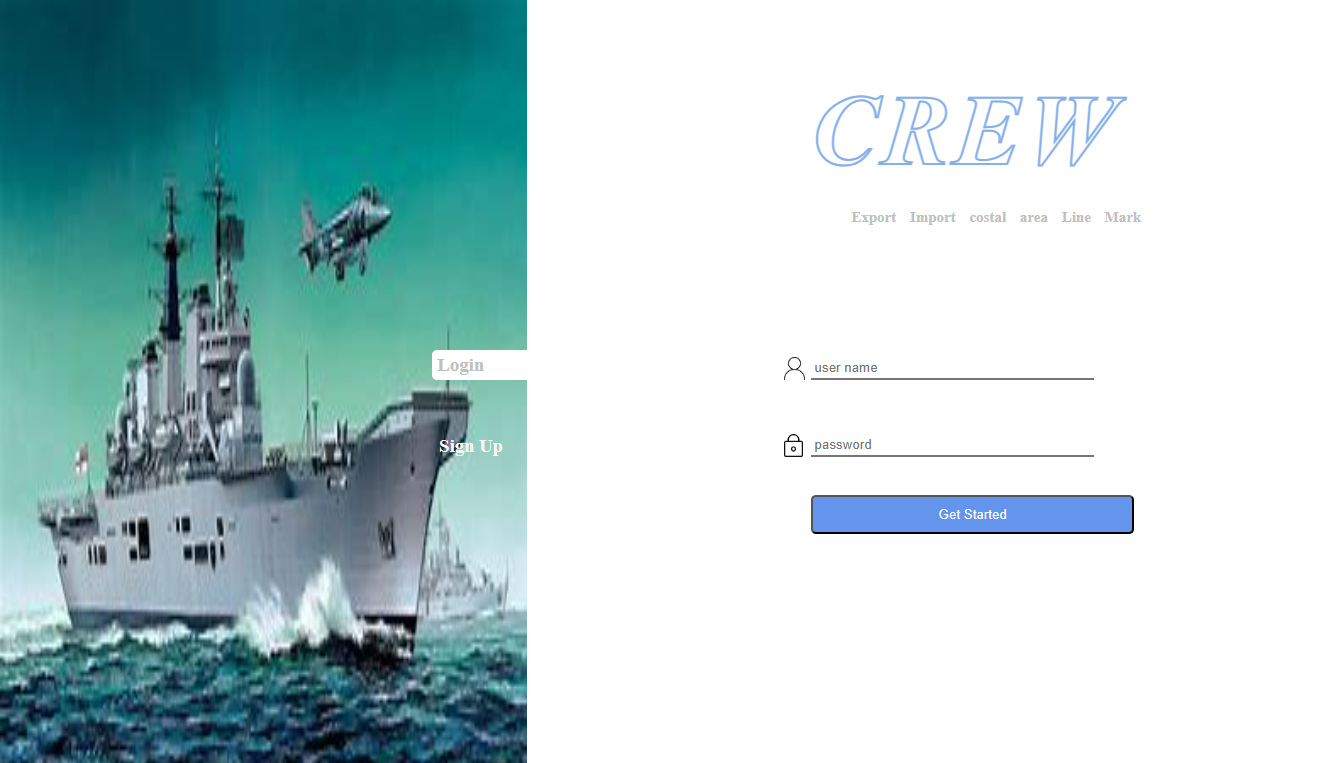 CREW
Export Import costal area Line Mark
Login
Sign Up
user name
password
Get Started